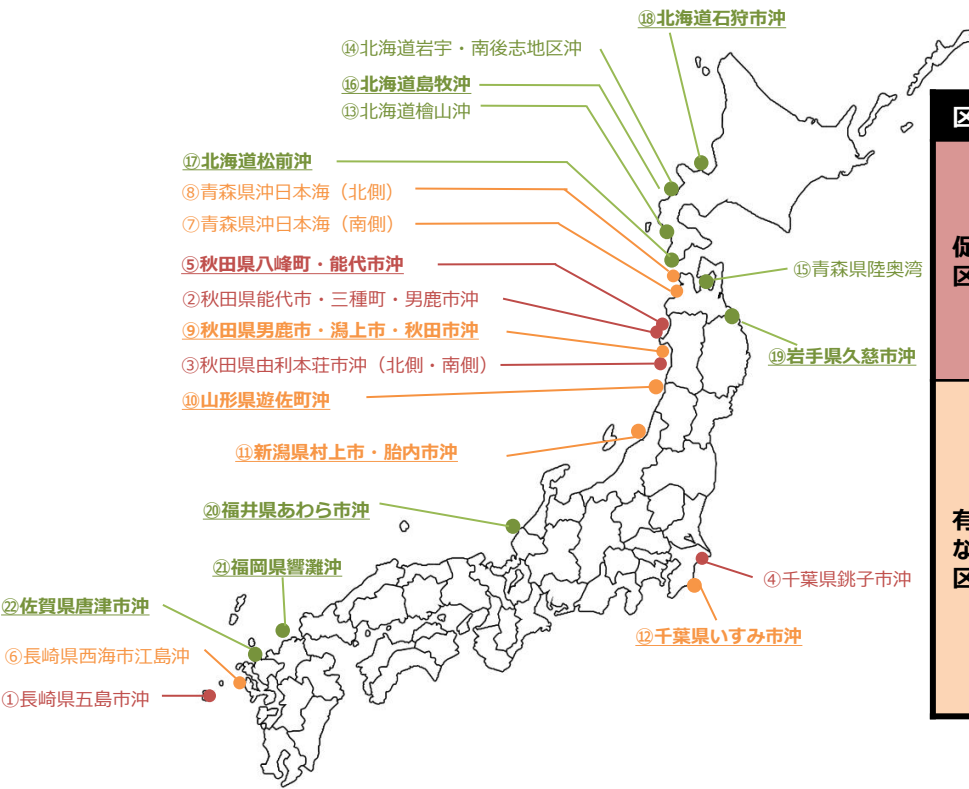 ⑱北海道石狩市沖
⑭北海道岩宇・南後志地区沖
⑯北海道島牧沖
⑬北海道檜山沖
⑰北海道松前沖
⑧青森県沖日本海（北側）
⑦青森県沖日本海（南側）
⑤秋田県八峰町・能代市沖
⑮青森県陸奥湾
②秋田県能代市・三種町・男鹿市沖
⑨秋田県男鹿市・潟上市・秋田市沖
⑲岩手県久慈市沖
③秋田県由利本荘市沖（北側・南側）
⑩山形県遊佐町沖
⑪新潟県村上市・胎内市沖
⑳福井県あわら市沖
㉑福岡県響灘沖
④千葉県銚子市沖
㉒佐賀県唐津市沖
⑫千葉県いすみ市沖
⑥長崎県西海市江島沖
①長崎県五島市沖
区
促
区
有
な
区